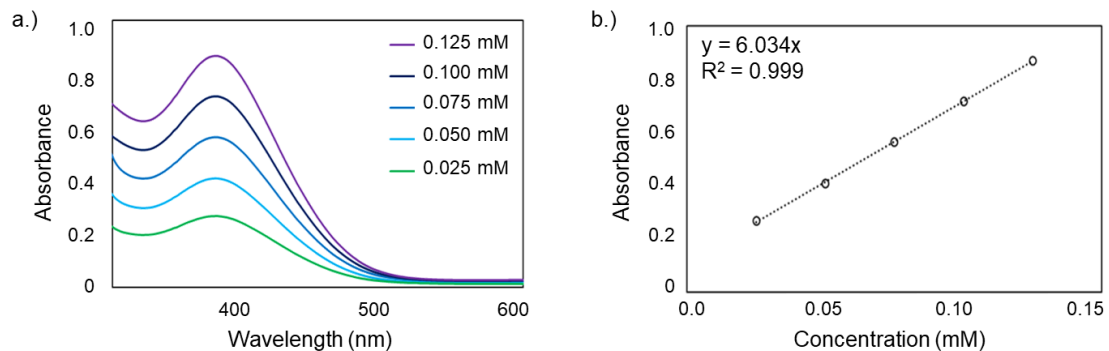 a.)
1.0
0.8
0.6
0.4
0.2
0
Absorbance
0.125 mM
0.100 mM
0.075 mM
0.050 mM
0.025 mM
400
500
600
Wavelength (nm)
b.)
1.0
0.8
0.6
0.4
0.2
0
Absorbance
y = 6.034x
R² = 0.999
0.0
0.05
0.10
0.15
Concentration (mM)